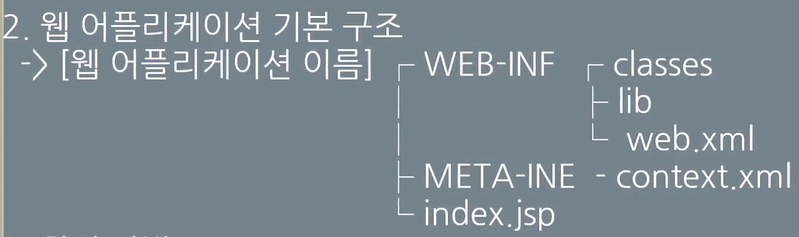 2. 웹 어플리케이션 기본 구조
-> [웹 어플리케이션 이름] ┌ WEB-INF ┌ classes
│ ├ lib
│ └ web.xml
├ META-INE - context.xml
└ index.jsp